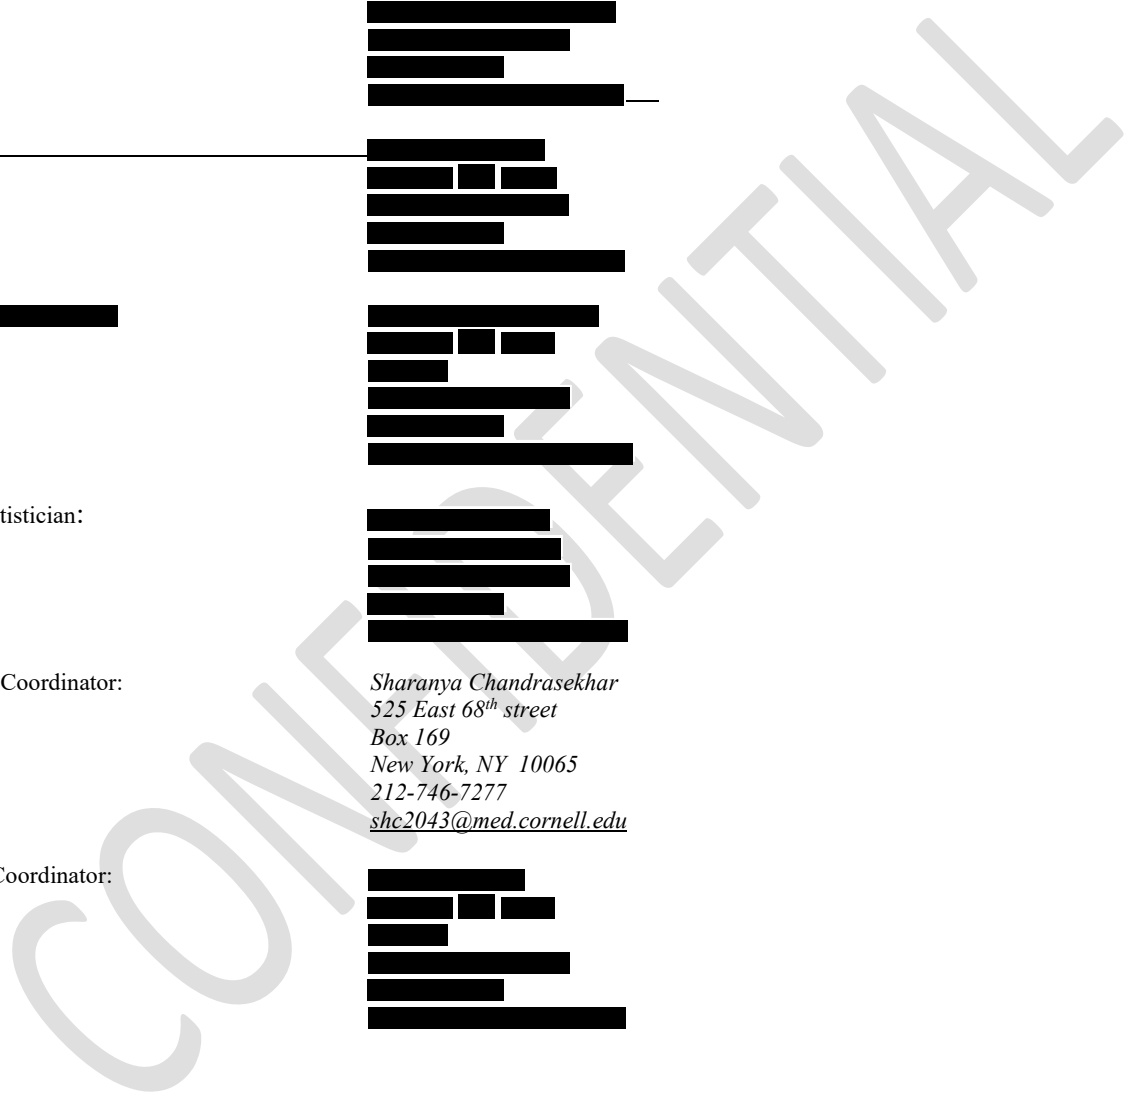 tistician:
Coordinator: Sharanya Chandrasekhar
525 East 68th street
Box 169
New York, NY 10065
212-746-7277
shc2043@med.cornell.edu
Coordinator:
CONFIDENTIAL